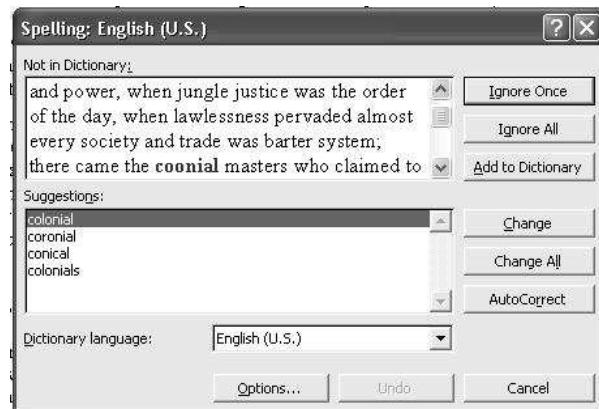 Spelling: English (U.S.)
Not in Dictionary:
and power, when jungle justice was the order
of the day, when lawlessness pervaded almost
every society and trade was barter system;
there came the coonial masters who claimed to
Ignore Once
Ignore All
Add to Dictionary
Suggestions:
colonial
coronial
conical
colonials
Change
Change All
AutoCorrect
Dictionary language:
English (U.S.)
Options...
Undo
Cancel